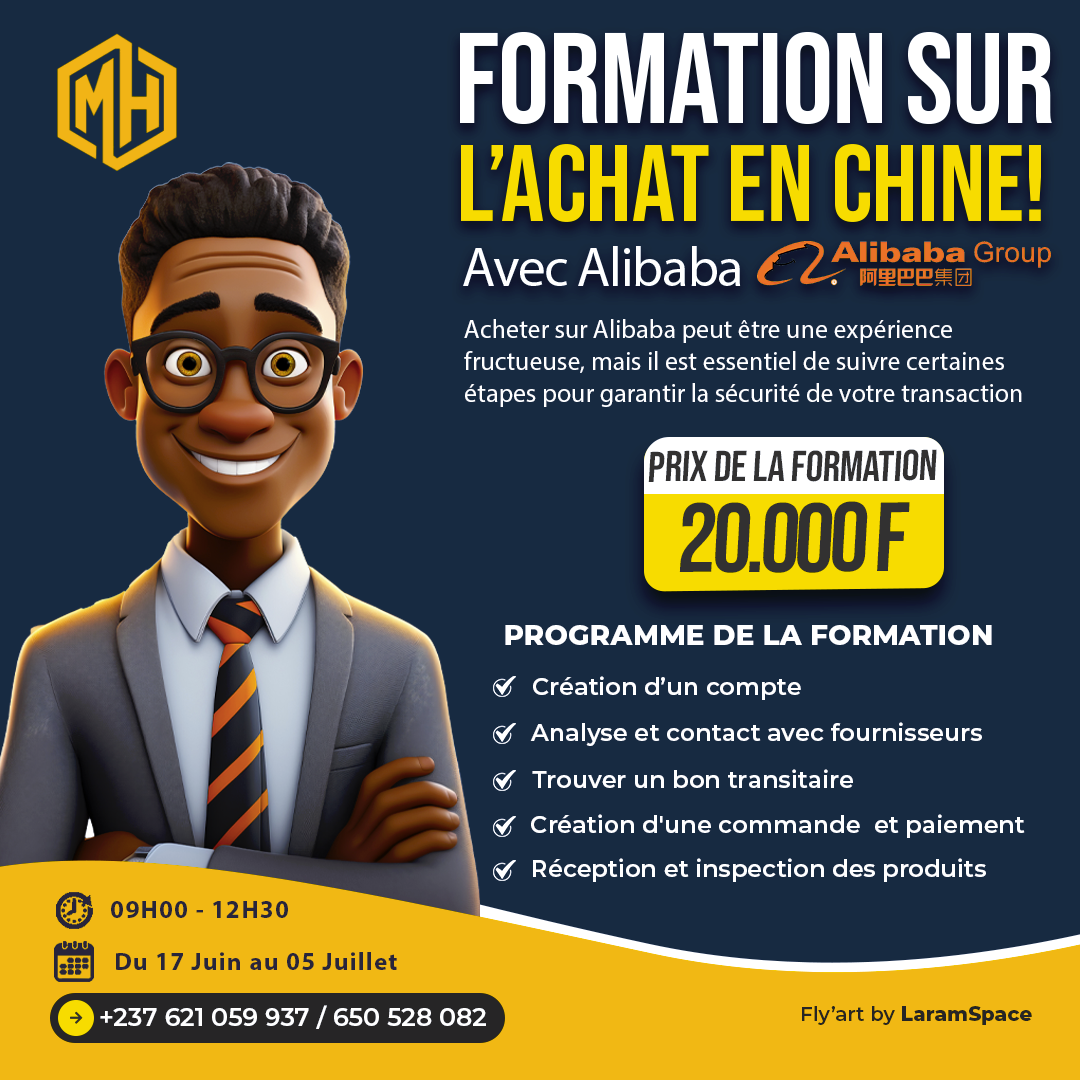 MH
FORMATION SUR
L'ACHAT EN CHINE!
Avec Alibaba
Alibaba Group
阿里巴巴集团
Acheter sur Alibaba peut être une expérience
fructueuse, mais il est essentiel de suivre certaines
étapes pour garantir la sécurité de votre transaction
PRIX DE LA FORMATION
20.000 F
PROGRAMME DE LA FORMATION
Création d’un compte
Analyse et contact avec fournisseurs
Trouver un bon transitaire
Création d'une commande  et paiement
Réception et inspection des produits
09H00 - 12H30
Du 17 Juin au 05 Juillet
+237 621 059 937 / 650 528 082
Fly’art by LaramSpace